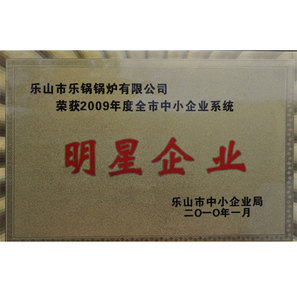 乐山市乐锅锅炉有限公司
荣获2009年度全市中小企业系统
明星企业
乐山市中小企业局
二〇一〇年一月